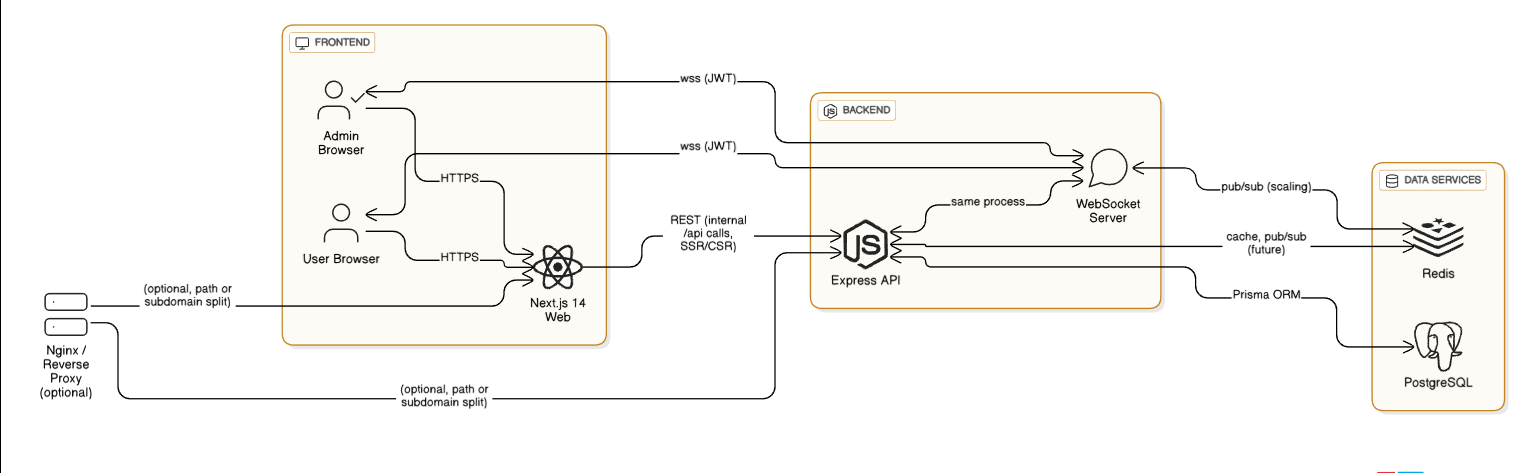 FRONTEND
Admin
Browser
User Browser
HTTPS
HTTPS
Next.js 14
Web
wss (JWT)
wss (JWT)
(optional, path or
subdomain split)
Nginx /
Reverse
Proxy
(optional)
(optional, path or
subdomain split)
REST (internal
/api calls,
SSR/CSR)
JS
BACKEND
same process
WebSocket
Server
JS
Express API
pub/sub (scaling)
cache, pub/sub
(future)
Prisma ORM
DATA SERVICES
Redis
PostgreSQL